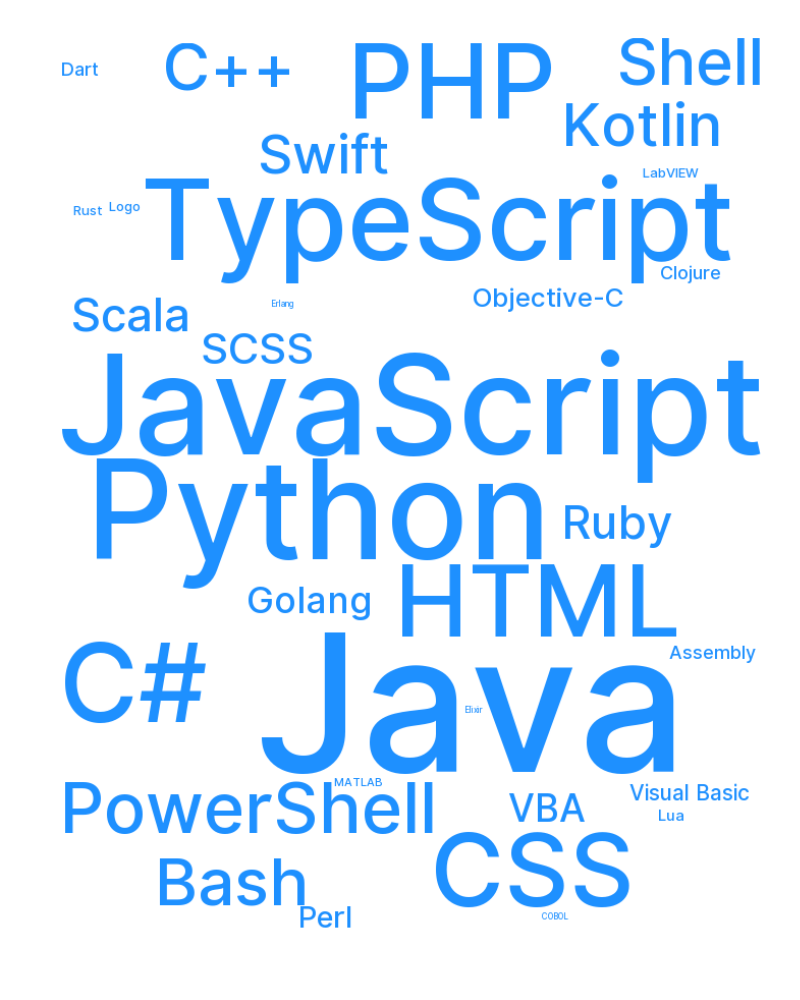 Dart
C++
PHP
Shell
Kotlin
Swift
LabVIEW
TypeScript
Rust
Logo
Clojure
Objective-C
Erlang
Scala
SCSS
JavaScript
Python
Ruby
Golang
HTML
Assembly
C#
Java
Elixir
MATLAB
PowerShell
VBA
Visual Basic
Lua
CSS
Bash
Perl
COBOL